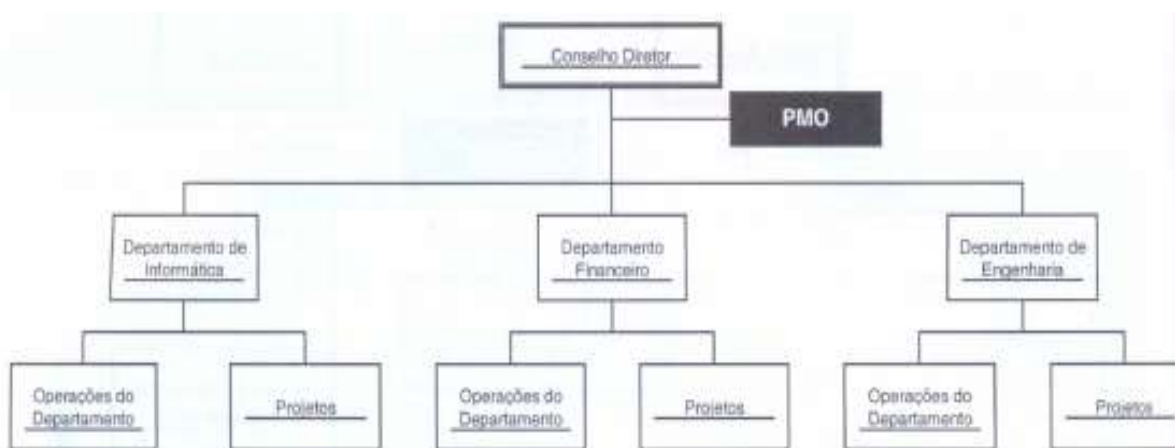 Conselho Diretor
PMO
Departamento de
Informática
Departamento
Financeiro
Departamento de
Engenharia
Operações do
Departamento
Projetos
Operações do
Departamento
Projetos
Operações do
Departamento
Projetos